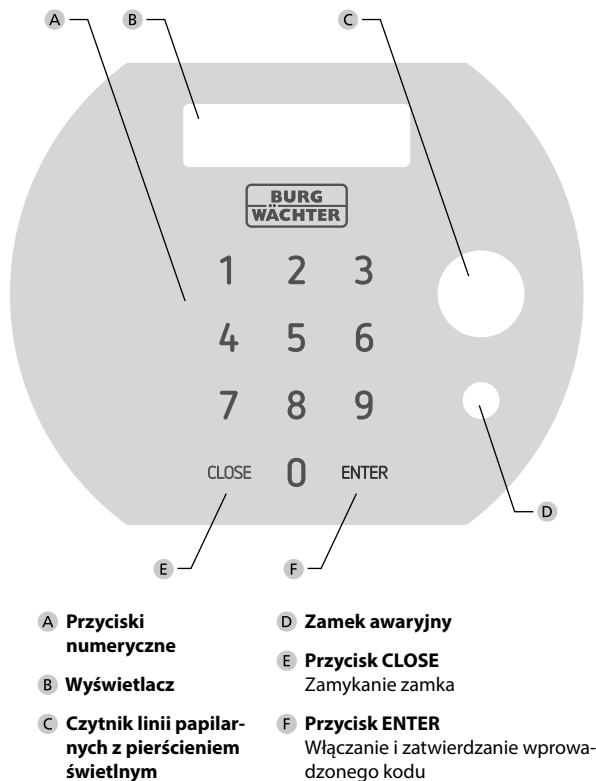 A B C
BURG
WÄCHTER
1 2 3
4 5 6
7 8 9
CLOSE 0 ENTER
D
E F
A Przyciski
numeryczne
B Wyświetlacz
C Czytnik linii papilar-
nych z pierścieniem
świetlnym
D Zamek awaryjny
E Przycisk CLOSE
Zamykanie zamka
F Przycisk ENTER
Włączanie i zatwierdzanie wprowa-
dzonego kodu